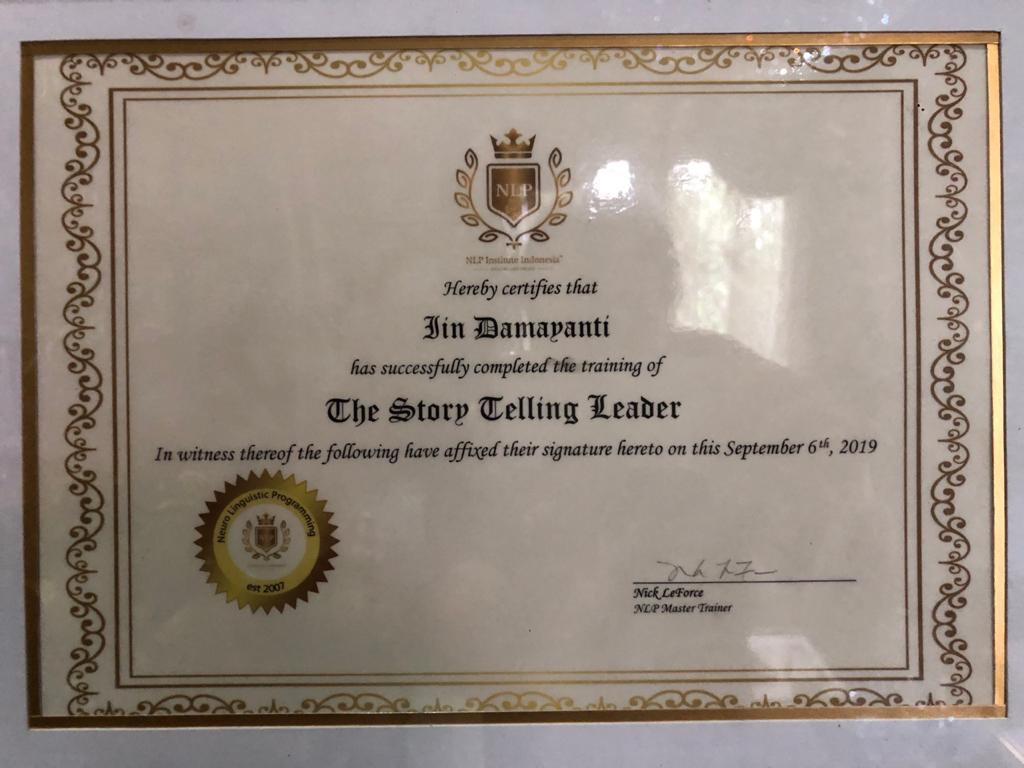 NLP
NLP Institute Indonesia
Hereby certifies that
Iin Damayanti
has successfully completed the training of
The Story Telling Leader
In witness thereof the following have affixed their signature hereto on this September 6th, 2019
Neuro Linguistic Programming
est 2007
Nick LeForce
NLP Master Trainer